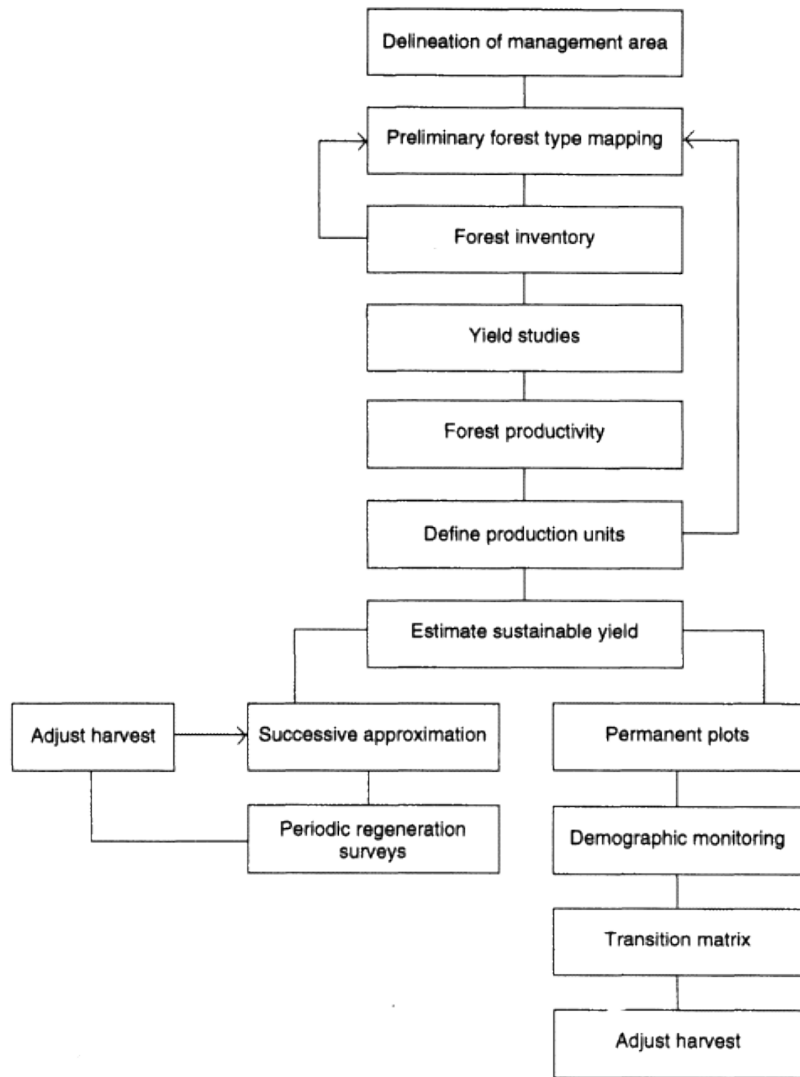 Delineation of management area
Preliminary forest type mapping
Forest inventory
Yield studies
Forest productivity
Define production units
Estimate sustainable yield
Adjust harvest
Successive approximation
Permanent plots
Periodic regeneration
surveys
Demographic monitoring
Transition matrix
Adjust harvest